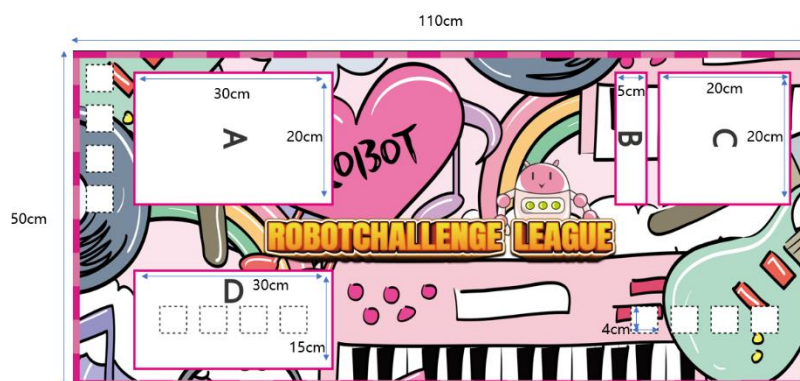 110cm
30cm
5cm
20cm
A
20cm
B
C
20cm
ROBOT
50cm
ROBOTCHALLENGE LEAGUE
D
30cm
15cm
4cm